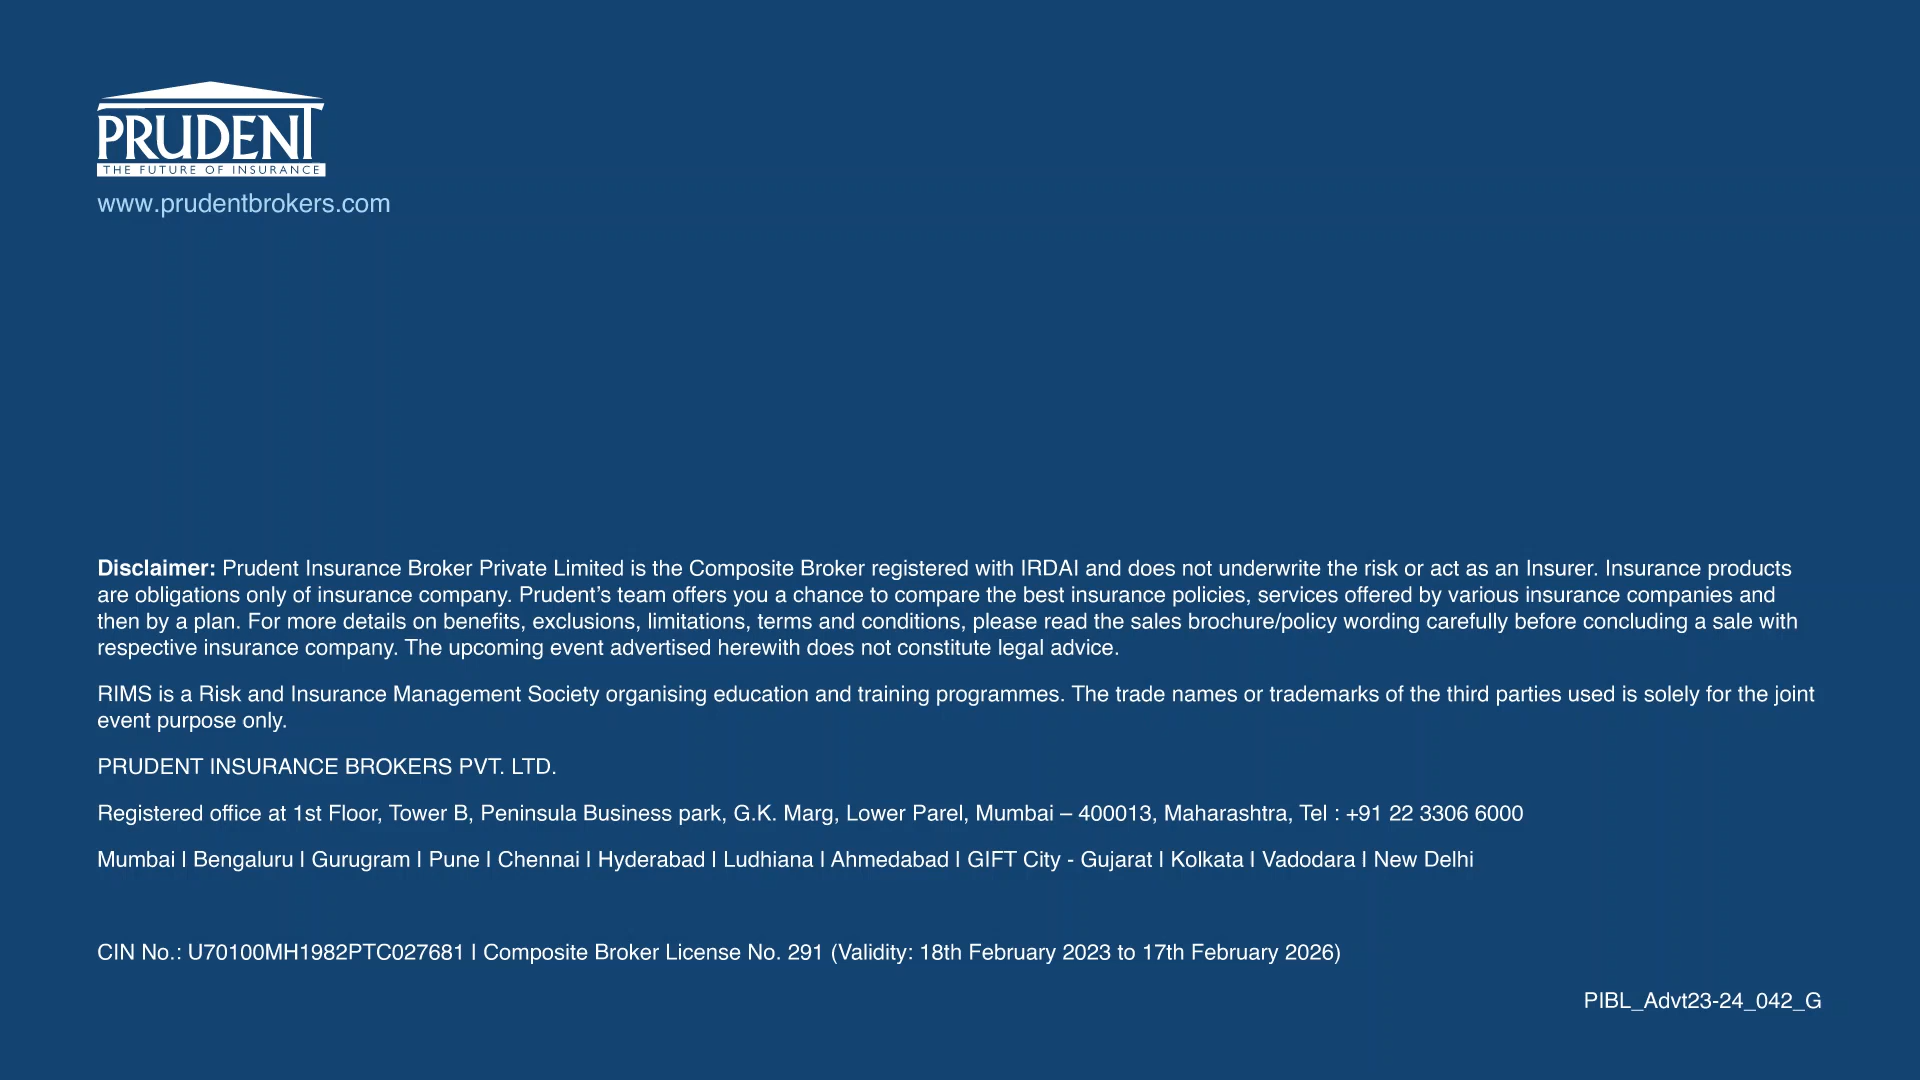 PRUDENT
THE FUTURE OF INSURANCE
www.prudentbrokers.com
Disclaimer: Prudent Insurance Broker Private Limited is the Composite Broker registered with IRDAI and does not underwrite the risk or act as an Insurer. Insurance products
are obligations only of insurance company. Prudent’s team offers you a chance to compare the best insurance policies, services offered by various insurance companies and
then by a plan. For more details on benefits, exclusions, limitations, terms and conditions, please read the sales brochure/policy wording carefully before concluding a sale with
respective insurance company. The upcoming event advertised herewith does not constitute legal advice.
RIMS is a Risk and Insurance Management Society organising education and training programmes. The trade names or trademarks of the third parties used is solely for the joint
event purpose only.
PRUDENT INSURANCE BROKERS PVT. LTD.
Registered office at 1st Floor, Tower B, Peninsula Business park, G.K. Marg, Lower Parel, Mumbai – 400013, Maharashtra, Tel : +91 22 3306 6000
Mumbai l Bengaluru l Gurugram l Pune l Chennai l Hyderabad l Ludhiana l Ahmedabad l GIFT City - Gujarat l Kolkata l Vadodara l New Delhi
CIN No.: U70100MH1982PTC027681 l Composite Broker License No. 291 (Validity: 18th February 2023 to 17th February 2026)
PIBL_Advt23-24_042_G